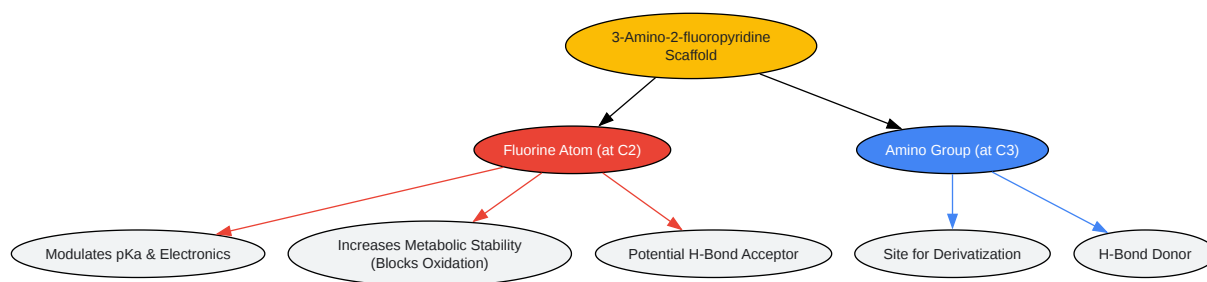 3-Amino-2-fluoropyridine
Scaffold
Fluorine Atom (at C2)
Amino Group (at C3)
Modulates pKa & Electronics
Increases Metabolic Stability
(Blocks Oxidation)
Potential H-Bond Acceptor
Site for Derivatization
H-Bond Donor